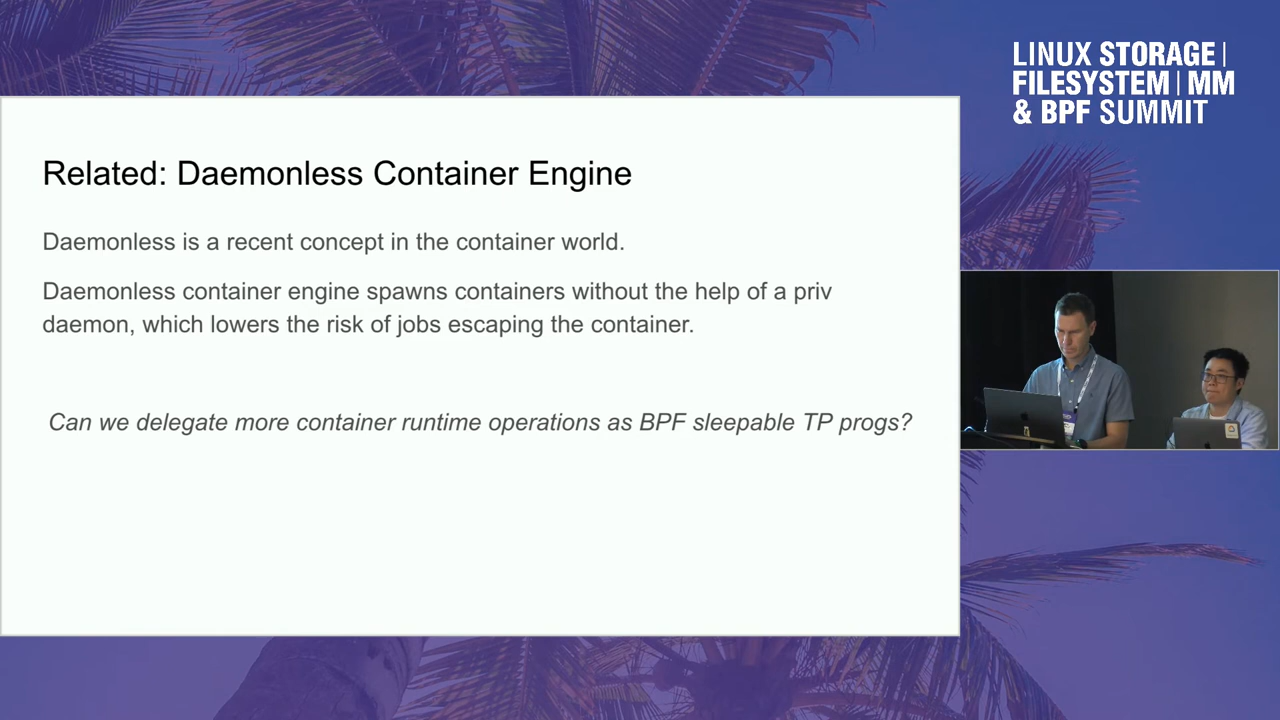 LINUX STORAGE |
FILESYSTEM | MM
& BPF SUMMIT
Related: Daemonless Container Engine
Daemonless is a recent concept in the container world.
Daemonless container engine spawns containers without the help of a priv
daemon, which lowers the risk of jobs escaping the container.
Can we delegate more container runtime operations as BPF sleepable TP progs?